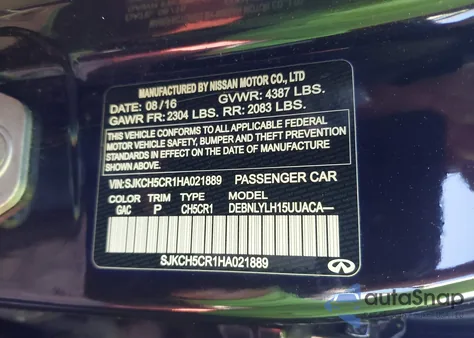 MANUFACTURED BY NISSAN MOTOR CO., LTD
DATE: 08/16 GVWR: 4387 LBS.
GAWR FR: 2304 LBS. RR: 2083 LBS.
THIS VEHICLE CONFORMS TO ALL APPLICABLE FEDERAL
MOTOR VEHICLE SAFETY, BUMPER AND THEFT PREVENTION
STANDARDS IN EFFECT ON THE DATE OF MANUFACTURE
SHOWN ABOVE.
VIN: SJKCH5CR1HA021889 PASSENGER CAR
COLOR TRIM TYPE MODEL
GAC P CH5CR1 DEBNLYLH15UUACA—
SJKCH5CR1HA021889
autoSnap